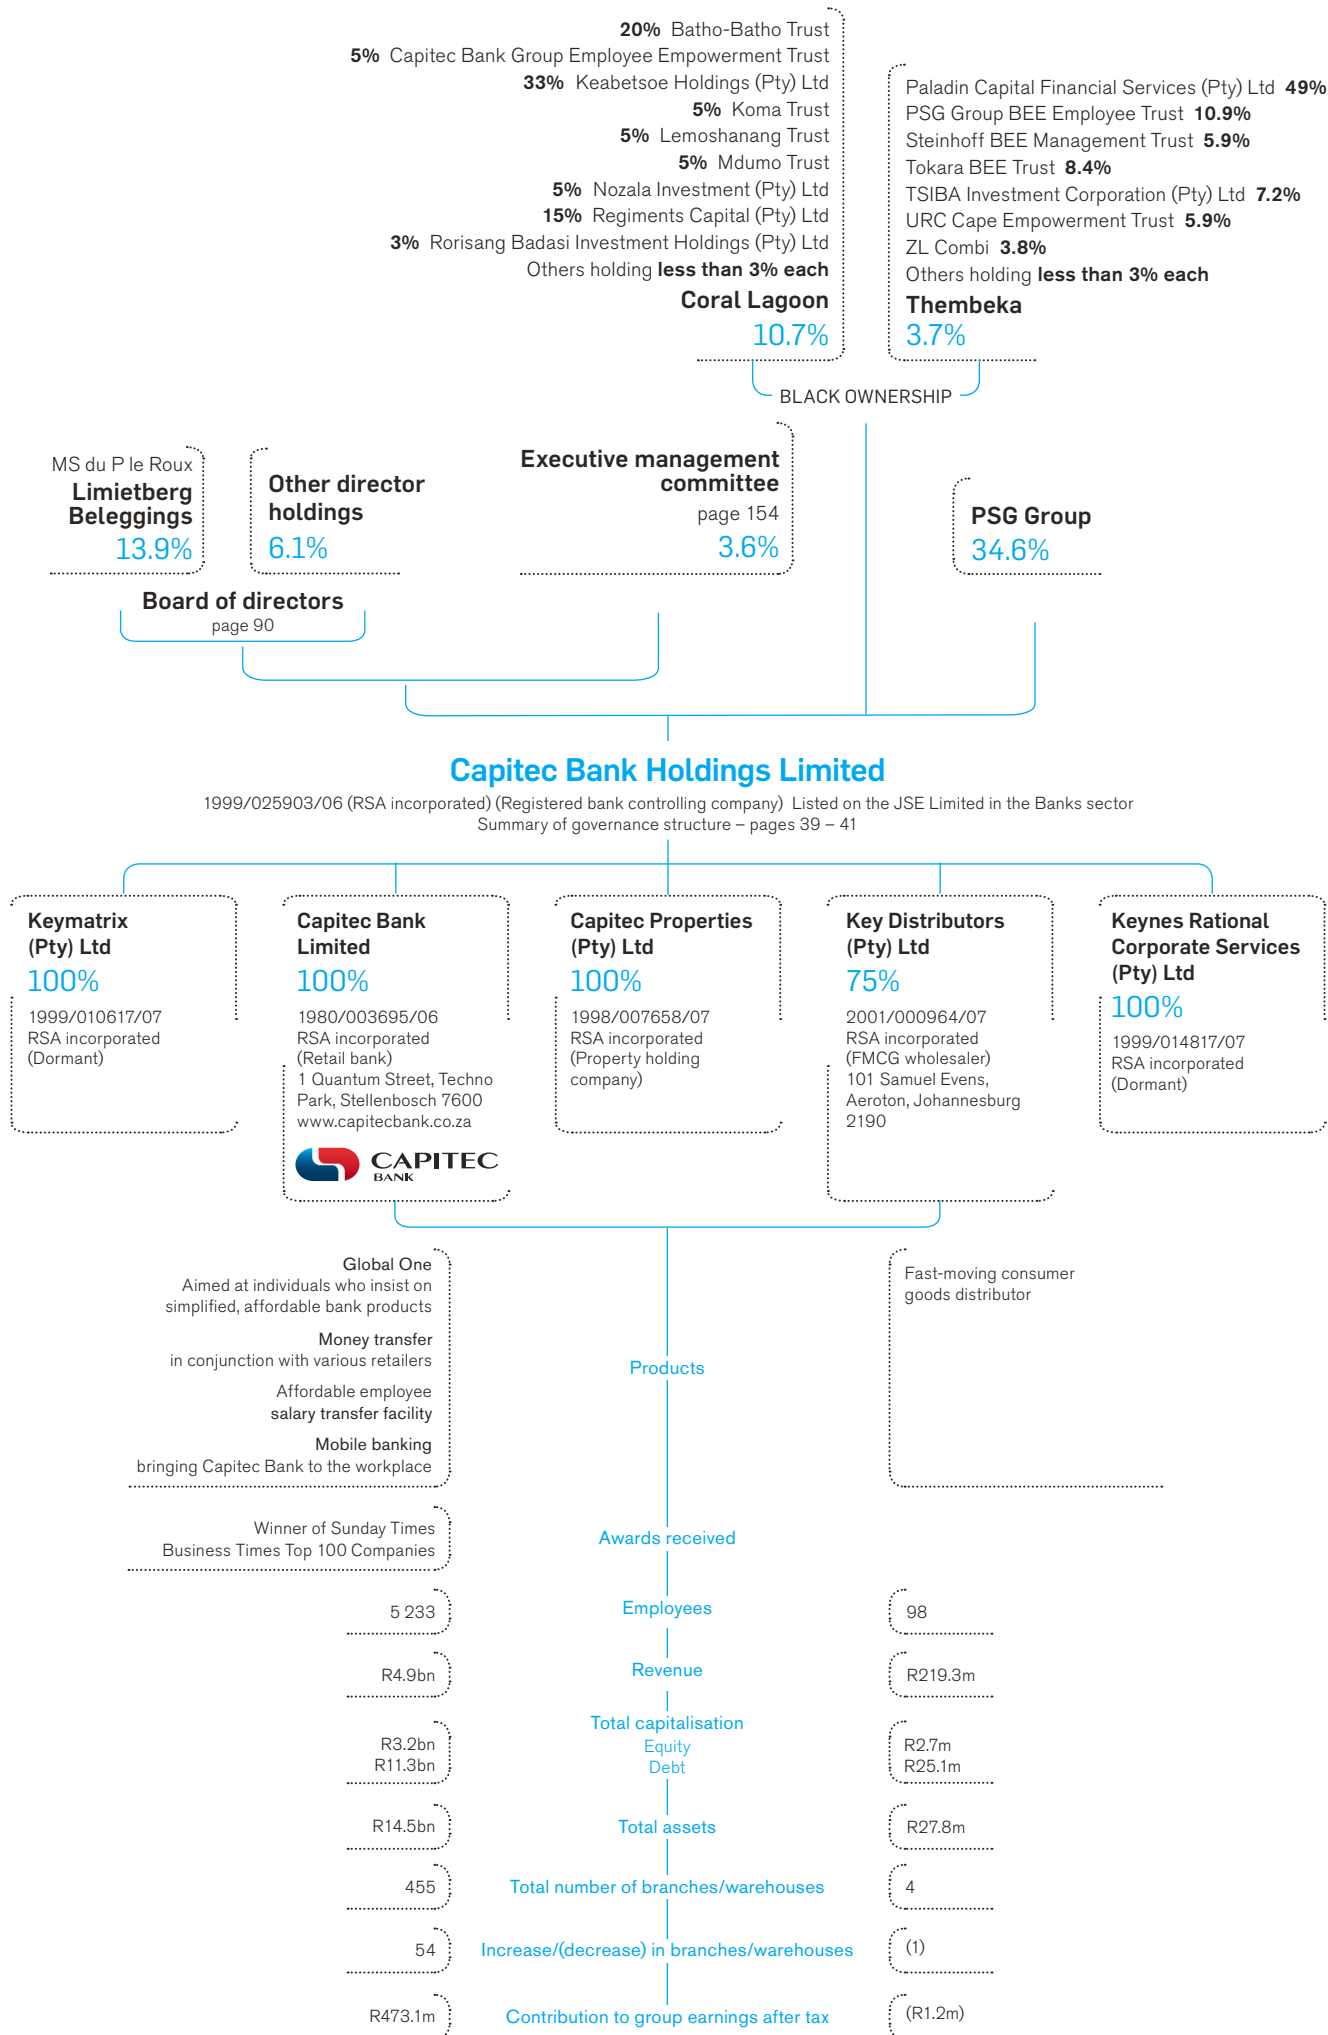 20% Batho-Batho Trust
5% Capitec Bank Group Employee Empowerment Trust
33% Keabetsoe Holdings (Pty) Ltd
5% Koma Trust
5% Lemoshanang Trust
5% Mdumo Trust
5% Nozala Investment (Pty) Ltd
15% Regiments Capital (Pty) Ltd
3% Rorisang Badasi Investment Holdings (Pty) Ltd
Others holding less than 3% each
Coral Lagoon
10.7%
Paladin Capital Financial Services (Pty) Ltd 49%
PSG Group BEE Employee Trust 10.9%
Steinhoff BEE Management Trust 5.9%
Tokara BEE Trust 8.4%
TSIBA Investment Corporation (Pty) Ltd 7.2%
URC Cape Empowerment Trust 5.9%
ZL Combi 3.8%
Others holding less than 3% each
Thembeka
3.7%
BLACK OWNERSHIP
MS du P le Roux
Limietberg
Beleggings
13.9%
Other director
holdings
6.1%
Executive management
committee
page 154
3.6%
PSG Group
34.6%
Board of directors
page 90
Capitec Bank Holdings Limited
1999/025903/06 (RSA incorporated) (Registered bank controlling company) Listed on the JSE Limited in the Banks sector
Summary of governance structure – pages 39 – 41
Keymatrix
(Pty) Ltd
100%
1999/010617/07
RSA incorporated
(Dormant)
Capitec Bank
Limited
100%
1980/003695/06
RSA incorporated
(Retail bank)
1 Quantum Street, Techno
Park, Stellenbosch 7600
www.capitecbank.co.za
CAPITEC
BANK
Capitec Properties
(Pty) Ltd
100%
1998/007658/07
RSA incorporated
(Property holding
company)
Key Distributors
(Pty) Ltd
75%
2001/000964/07
RSA incorporated
(FMCG wholesaler)
101 Samuel Evens,
Aeroton, Johannesburg
2190
Keynes Rational
Corporate Services
(Pty) Ltd
100%
1999/014817/07
RSA incorporated
(Dormant)
Global One
Aimed at individuals who insist on
simplified, affordable bank products
Money transfer
in conjunction with various retailers
Affordable employee
salary transfer facility
Mobile banking
bringing Capitec Bank to the workplace
Products
Fast-moving consumer
goods distributor
Winner of Sunday Times
Business Times Top 100 Companies
Awards received
5 233
Employees
98
R4.9bn
Revenue
R219.3m
Total capitalisation
R3.2bn
Equity
R2.7m
R11.3bn
Debt
R25.1m
R14.5bn
Total assets
R27.8m
455
Total number of branches/warehouses
4
54
Increase/(decrease) in branches/warehouses
(1)
R473.1m
Contribution to group earnings after tax
(R1.2m)